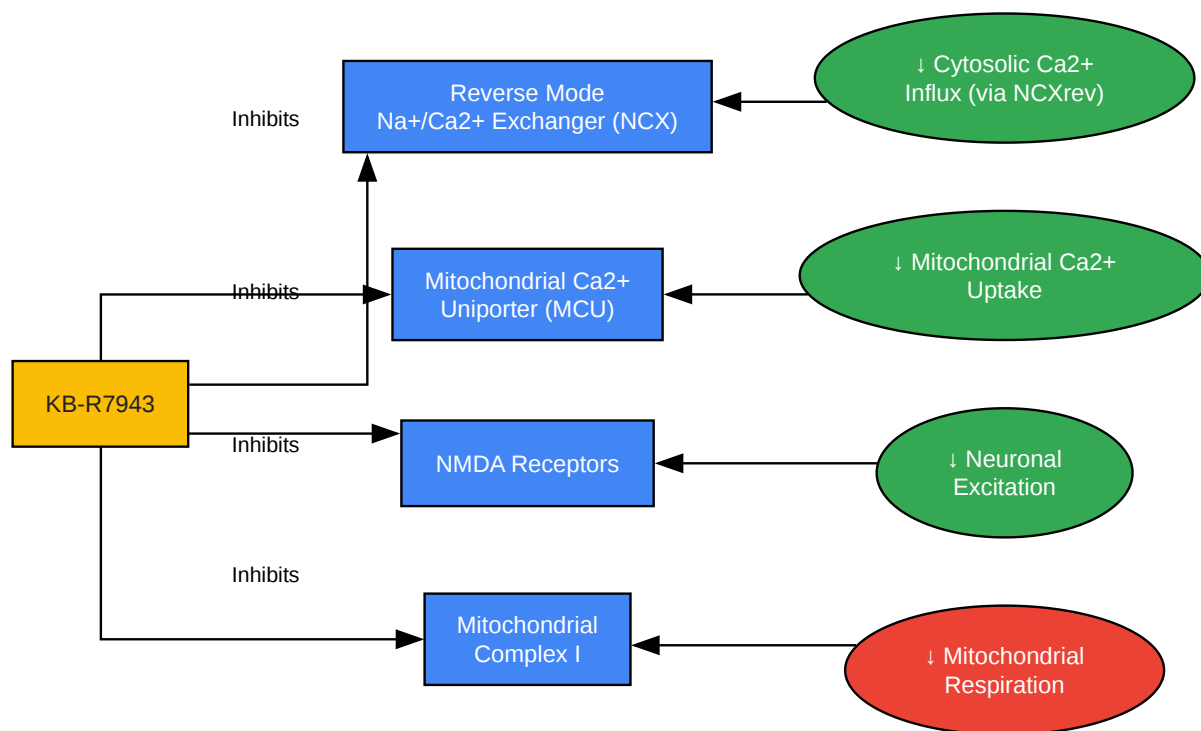 ↓ Cytosolic Ca2+
Influx (via NCXrev)
Reverse Mode
Na+/Ca2+ Exchanger (NCX)
Inhibits
↓ Mitochondrial Ca2+
Uptake
Mitochondrial Ca2+
Uniporter (MCU)
Inhibits
KB-R7943
Inhibits
NMDA Receptors
↓ Neuronal
Excitation
Inhibits
Mitochondrial
Complex I
↓ Mitochondrial
Respiration